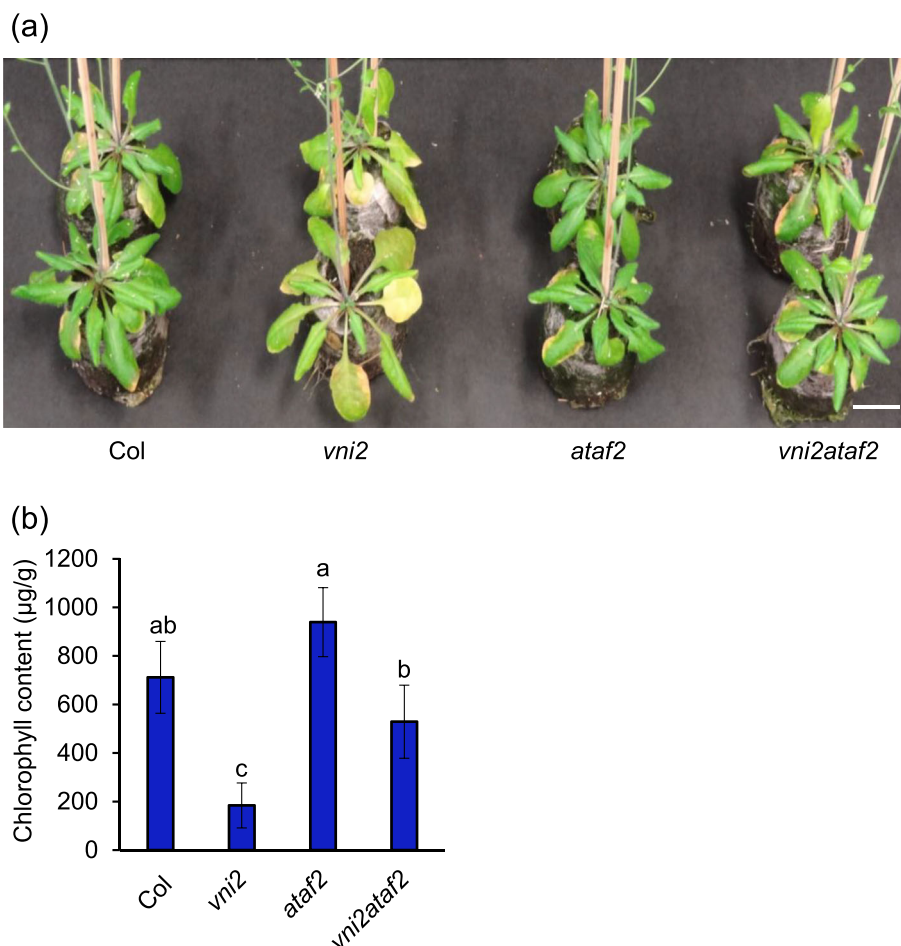 (a)
Col vni2 ataf2 vni2ataf2
(b)
Chlorophyll content (µg/g)
1200
1000
800
600
400
200
0
ab
c
a
b
Col
vni2
ataf2
vni2ataf2